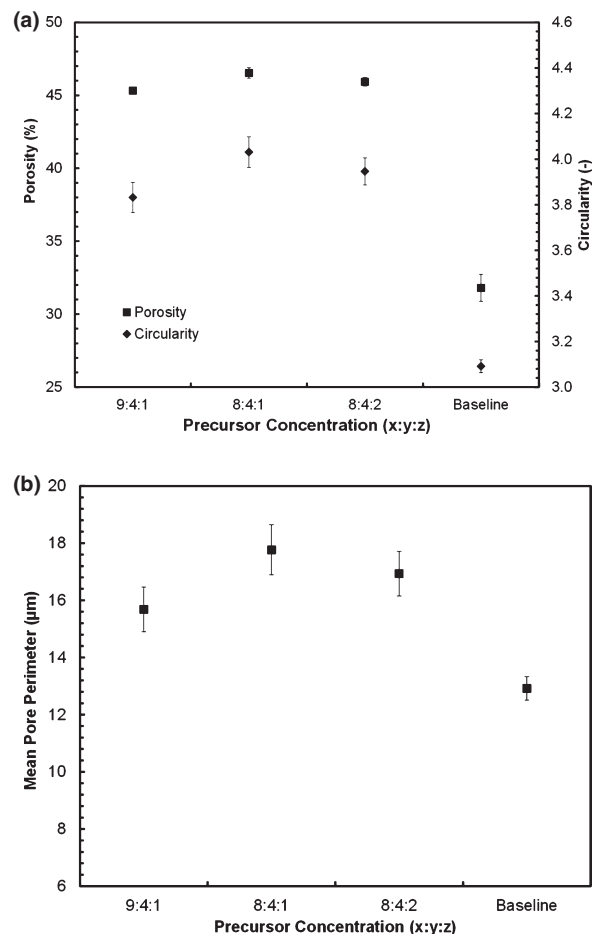 (a)
50
45
40
35
30
25
Porosity (%)
4.6
4.4
4.2
4.0
3.8
3.6
3.4
3.2
3.0
Circularity (-)
Porosity
Circularity
9:4:1 8:4:1 8:4:2 Baseline
Precursor Concentration (x:y:z)
(b)
20
18
16
14
12
10
8
6
Mean Pore Perimeter (µm)
9:4:1 8:4:1 8:4:2 Baseline
Precursor Concentration (x:y:z)